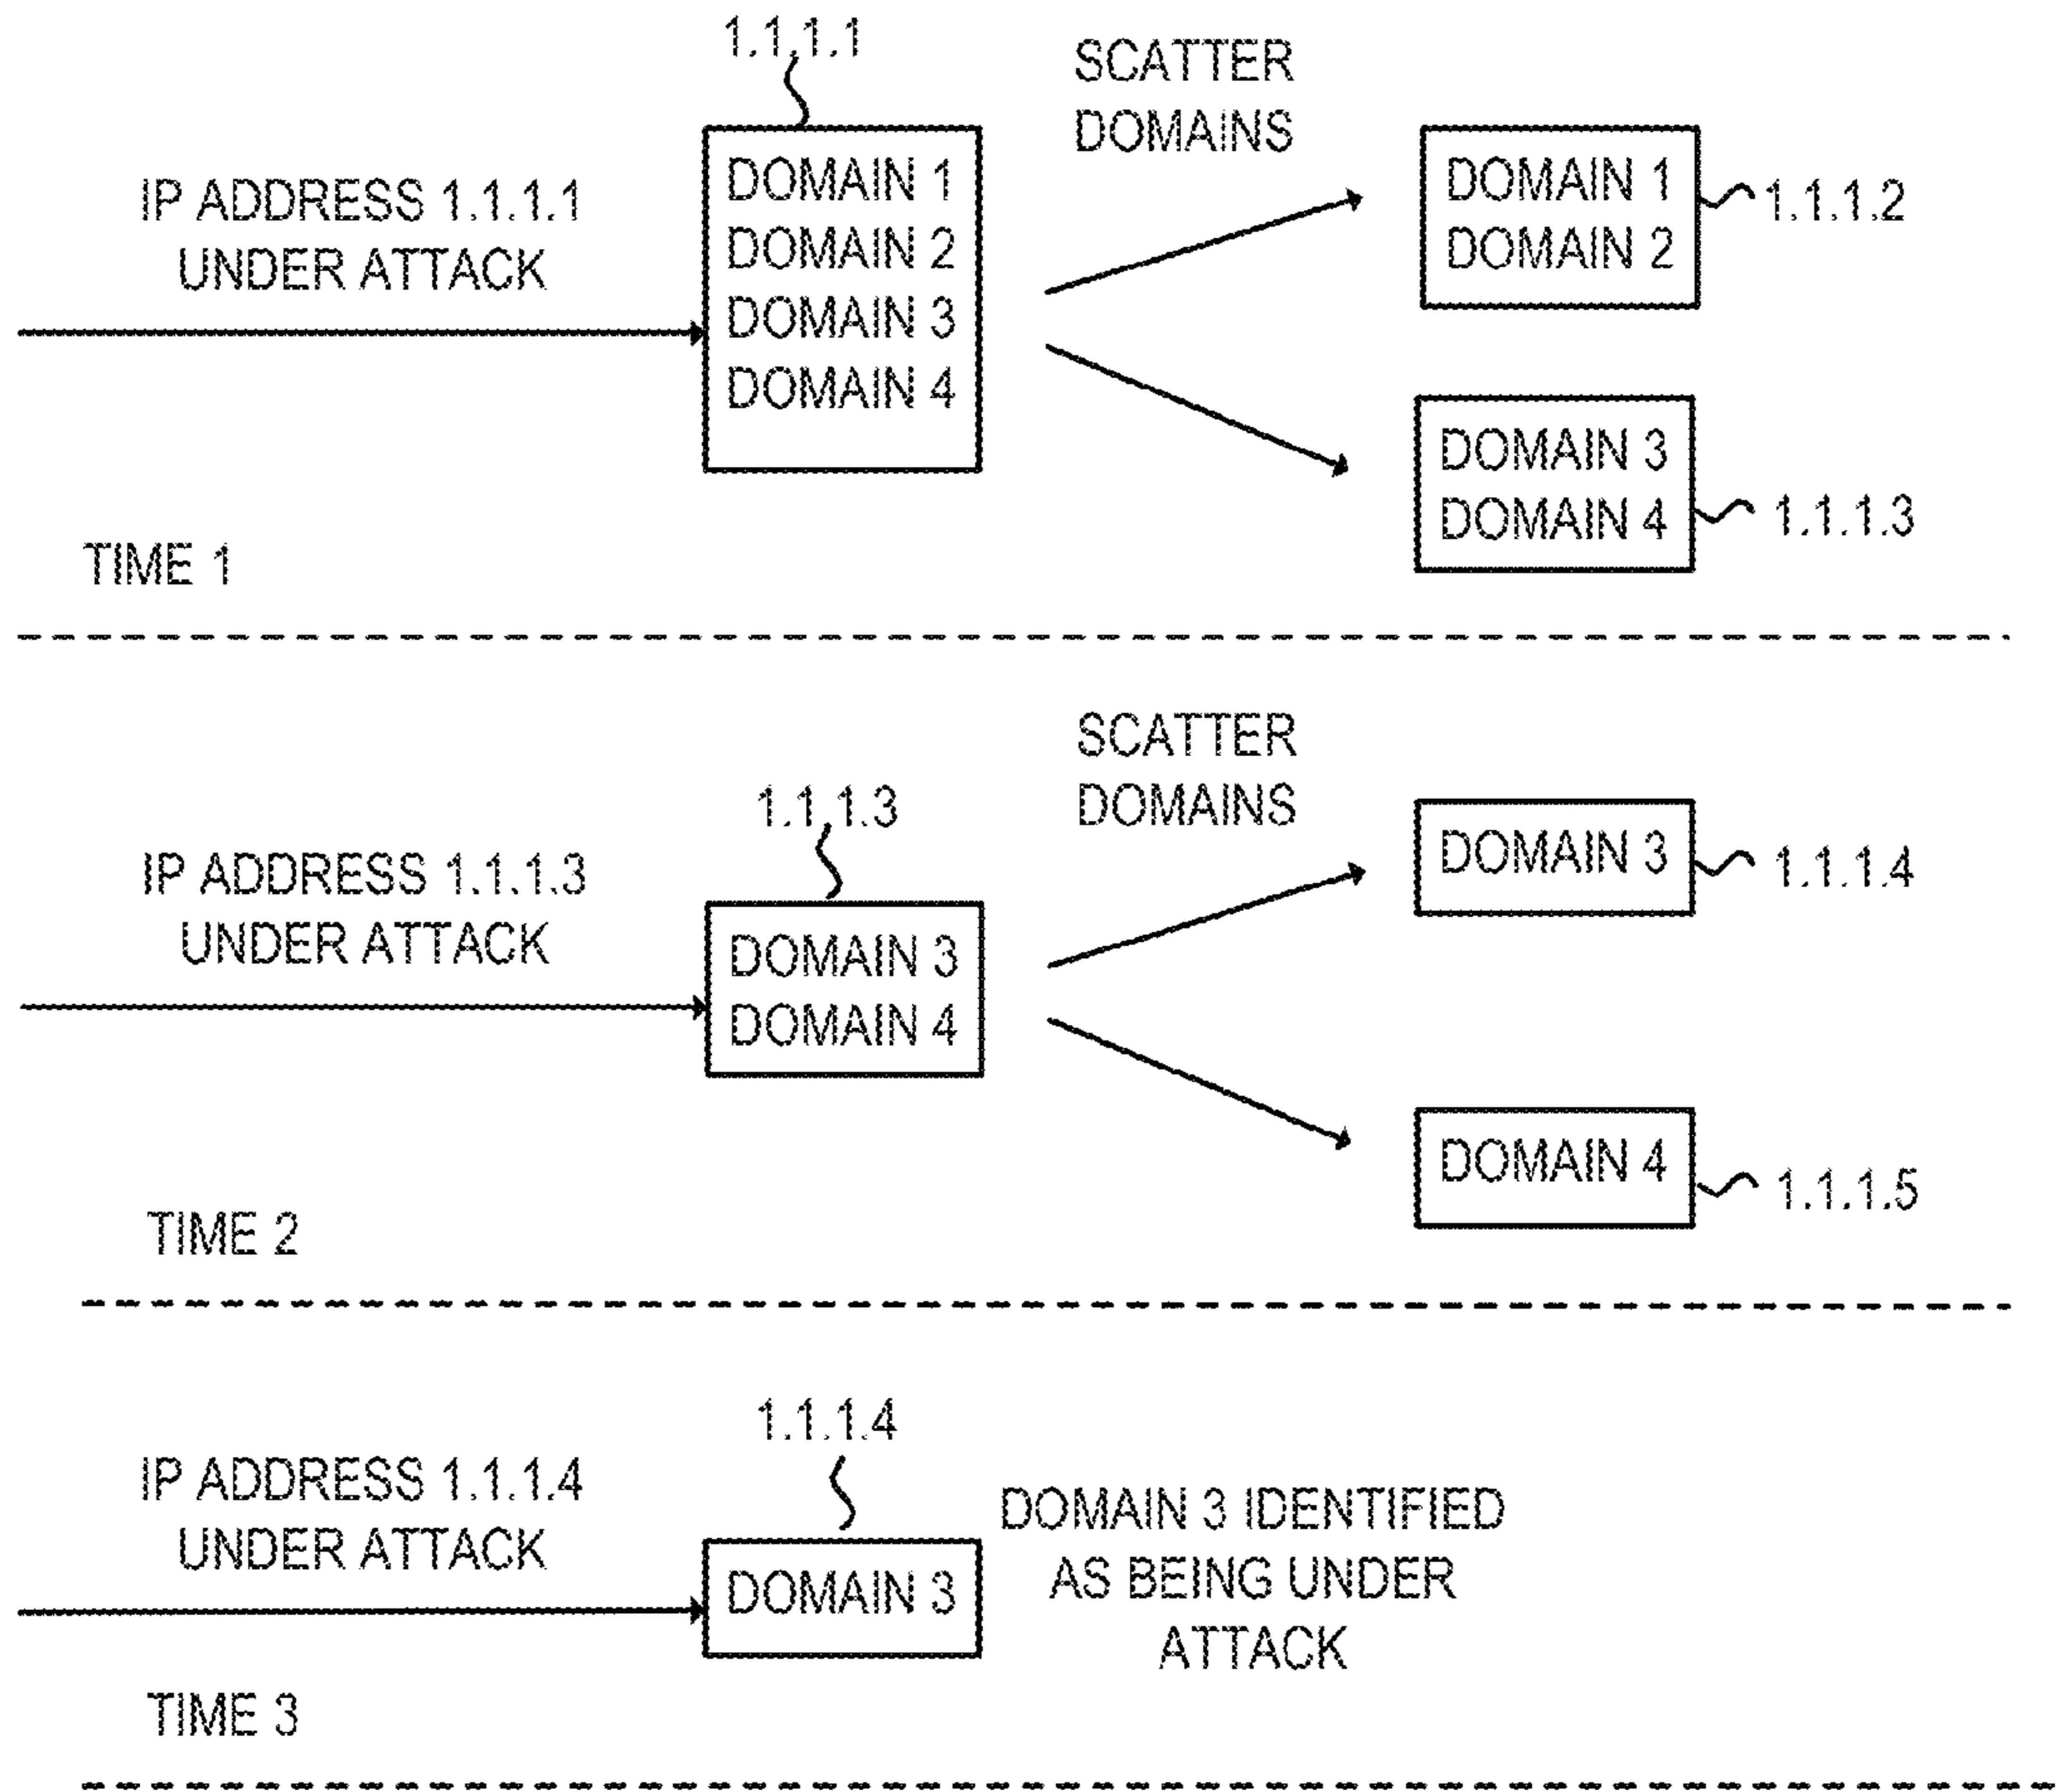 1.1.1.1
SCATTER
DOMAINS
IP ADDRESS 1.1.1.1
UNDER ATTACK
DOMAIN 1
DOMAIN 2
DOMAIN 3
DOMAIN 4
DOMAIN 1
DOMAIN 2
1.1.1.2
DOMAIN 3
DOMAIN 4
1.1.1.3
TIME 1
SCATTER
DOMAINS
1.1.1.3
IP ADDRESS 1.1.1.3
UNDER ATTACK
DOMAIN 3
DOMAIN 4
DOMAIN 3
1.1.1.4
DOMAIN 4
1.1.1.5
TIME 2
1.1.1.4
IP ADDRESS 1.1.1.4
UNDER ATTACK
DOMAIN 3
DOMAIN 3 IDENTIFIED
AS BEING UNDER
ATTACK
TIME 3